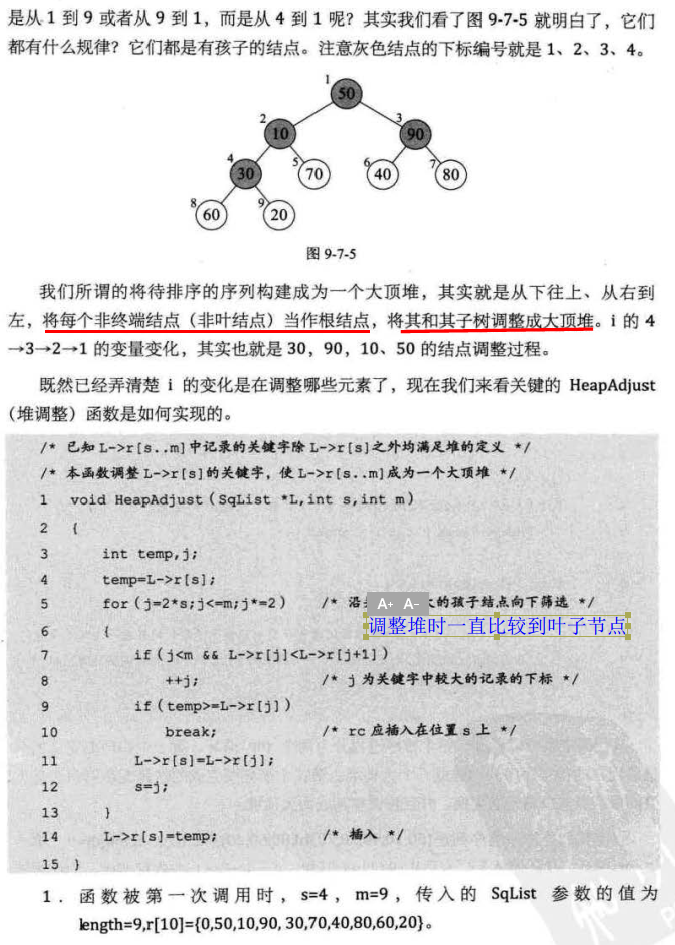 是从 1 到 9 或者从 9 到 1，而是从 4 到 1 呢？其实我们看了图 9-7-5 就明白了，它们
都有什么规律？它们都是有孩子的结点。注意灰色结点的下标编号就是 1、2、3、4。
1
50
2
3
10
90
4
5
6
7
30
70
40
80
8
9
60
20
图 9-7-5
我们所谓的将待排序的序列构建成为一个大顶堆，其实就是从下往上、从右到
左，将每个非终端结点（非叶结点）当作根结点，将其和其子树调整成大顶堆。i 的 4
→3→2→1 的变量变化，其实也就是 30，90，10、50 的结点调整过程。
既然已经弄清楚 i 的变化是在调整哪些元素了，现在我们来看关键的 HeapAdjust
（堆调整）函数是如何实现的。
/* 已知 L->r[s..m]中记录的关键字除 L->r[s]之外均满足堆的定义 */
/* 本函数调整 L->r[s]的关键字，使 L->r[s..m]成为一个大顶堆 */
1 void HeapAdjust(SqList *L,int s,int m)
2 {
3 int temp,j;
4 temp=L->r[s];
5 for(j=2*s;j<=m;j*=2) /* 沿 A+ A- 大的孩子结点向下筛选 */
调整堆时一直比较到叶子节点
6 {
7 if(j<m && L->r[j]<L->r[j+1])
8 ++j; /* j 为关键字中较大的记录的下标 */
9 if(temp>=L->r[j])
10 break; /* rc 应插入在位置 s 上 */
11 L->r[s]=L->r[j];
12 s=j;
13 }
14 L->r[s]=temp; /* 插入 */
15 }
1．函数被第一次调用时，s=4，m=9，传入的 SqList 参数的值为
length=9,r[10]={0,50,10,90, 30,70,40,80,60,20}。